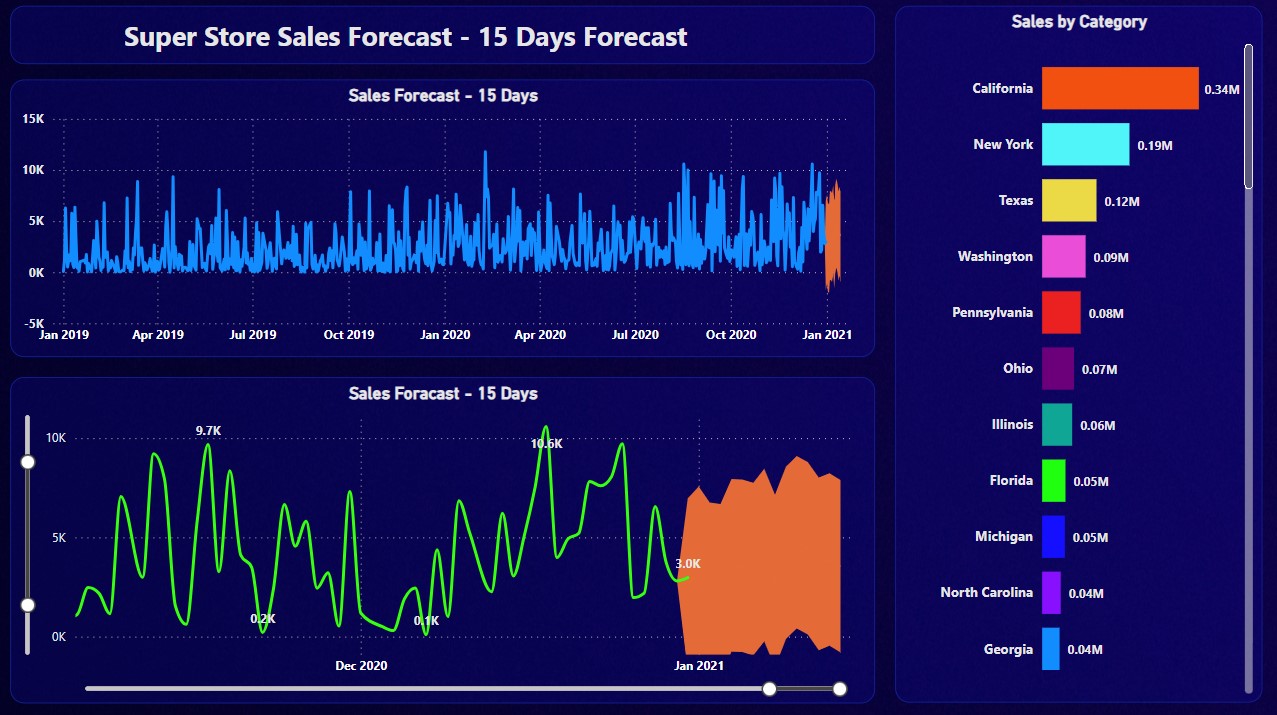 Super Store Sales Forecast - 15 Days Forecast
Sales Forecast - 15 Days
15K
10K
5K
0K
-5K
Jan 2019 Apr 2019 Jul 2019 Oct 2019 Jan 2020 Apr 2020 Jul 2020 Oct 2020 Jan 2021
Sales Foracast - 15 Days
10K
5K
0K
9.7K
10.6K
3.0K
0.2K
0.1K
Dec 2020 Jan 2021
Sales by Category
California 0.34M
New York 0.19M
Texas 0.12M
Washington 0.09M
Pennsylvania 0.08M
Ohio 0.07M
Illinois 0.06M
Florida 0.05M
Michigan 0.05M
North Carolina 0.04M
Georgia 0.04M